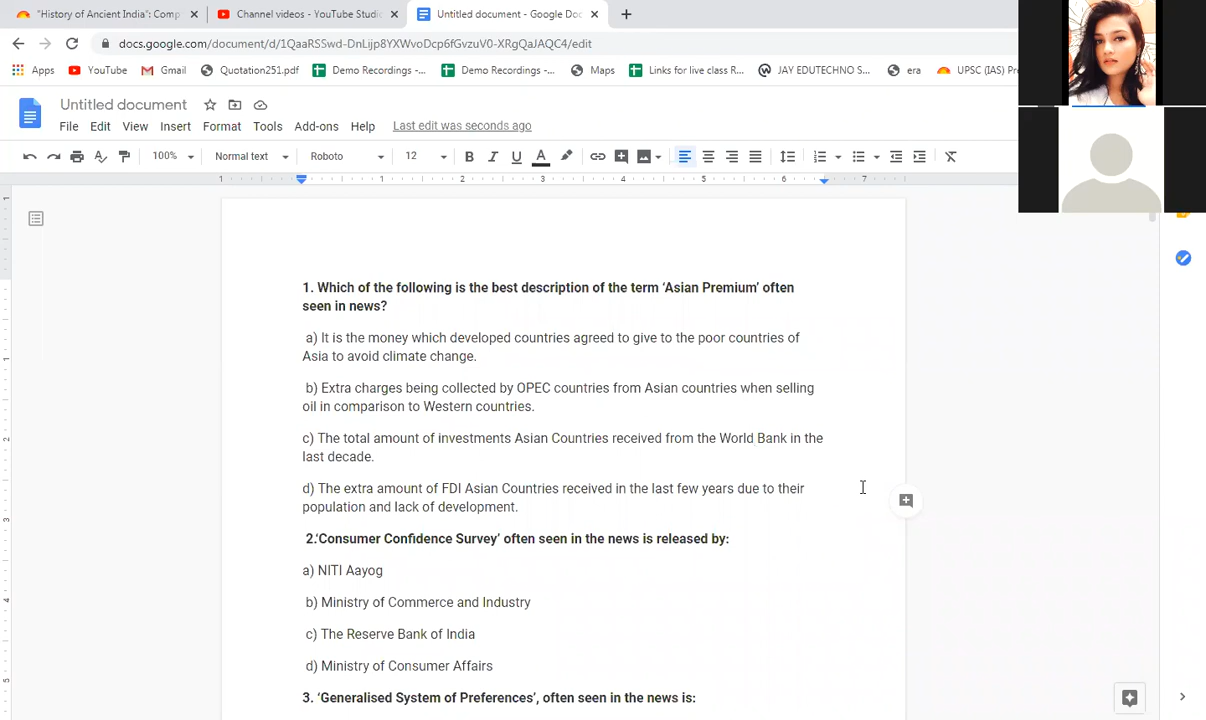 "History of Ancient India": Comp
Channel videos - YouTube Studi
Untitled document - Google Doc
docs.google.com/document/d/1QaaRSSwd-DnLijp8YXWvoOcp6fGvzuV0-XRgQaJAQC4/edit
Apps YouTube Gmail Quotation251.pdf Demo Recordings -... Demo Recordings -... Maps Links for live class R... JAY EDUTECHNO S... era UPSC (IAS) Pr
Untitled document
File Edit View Insert Format Tools Add-ons Help Last edit was seconds ago
100% Normal text Roboto 12 B I U A
1 1 2 3 4 5 6 7
1. Which of the following is the best description of the term ‘Asian Premium’ often
seen in news?
a) It is the money which developed countries agreed to give to the poor countries of
Asia to avoid climate change.
b) Extra charges being collected by OPEC countries from Asian countries when selling
oil in comparison to Western countries.
c) The total amount of investments Asian Countries received from the World Bank in the
last decade.
d) The extra amount of FDI Asian Countries received in the last few years due to their
population and lack of development.
2.‘Consumer Confidence Survey’ often seen in the news is released by:
a) NITI Aayog
b) Ministry of Commerce and Industry
c) The Reserve Bank of India
d) Ministry of Consumer Affairs
3. ‘Generalised System of Preferences’, often seen in the news is: